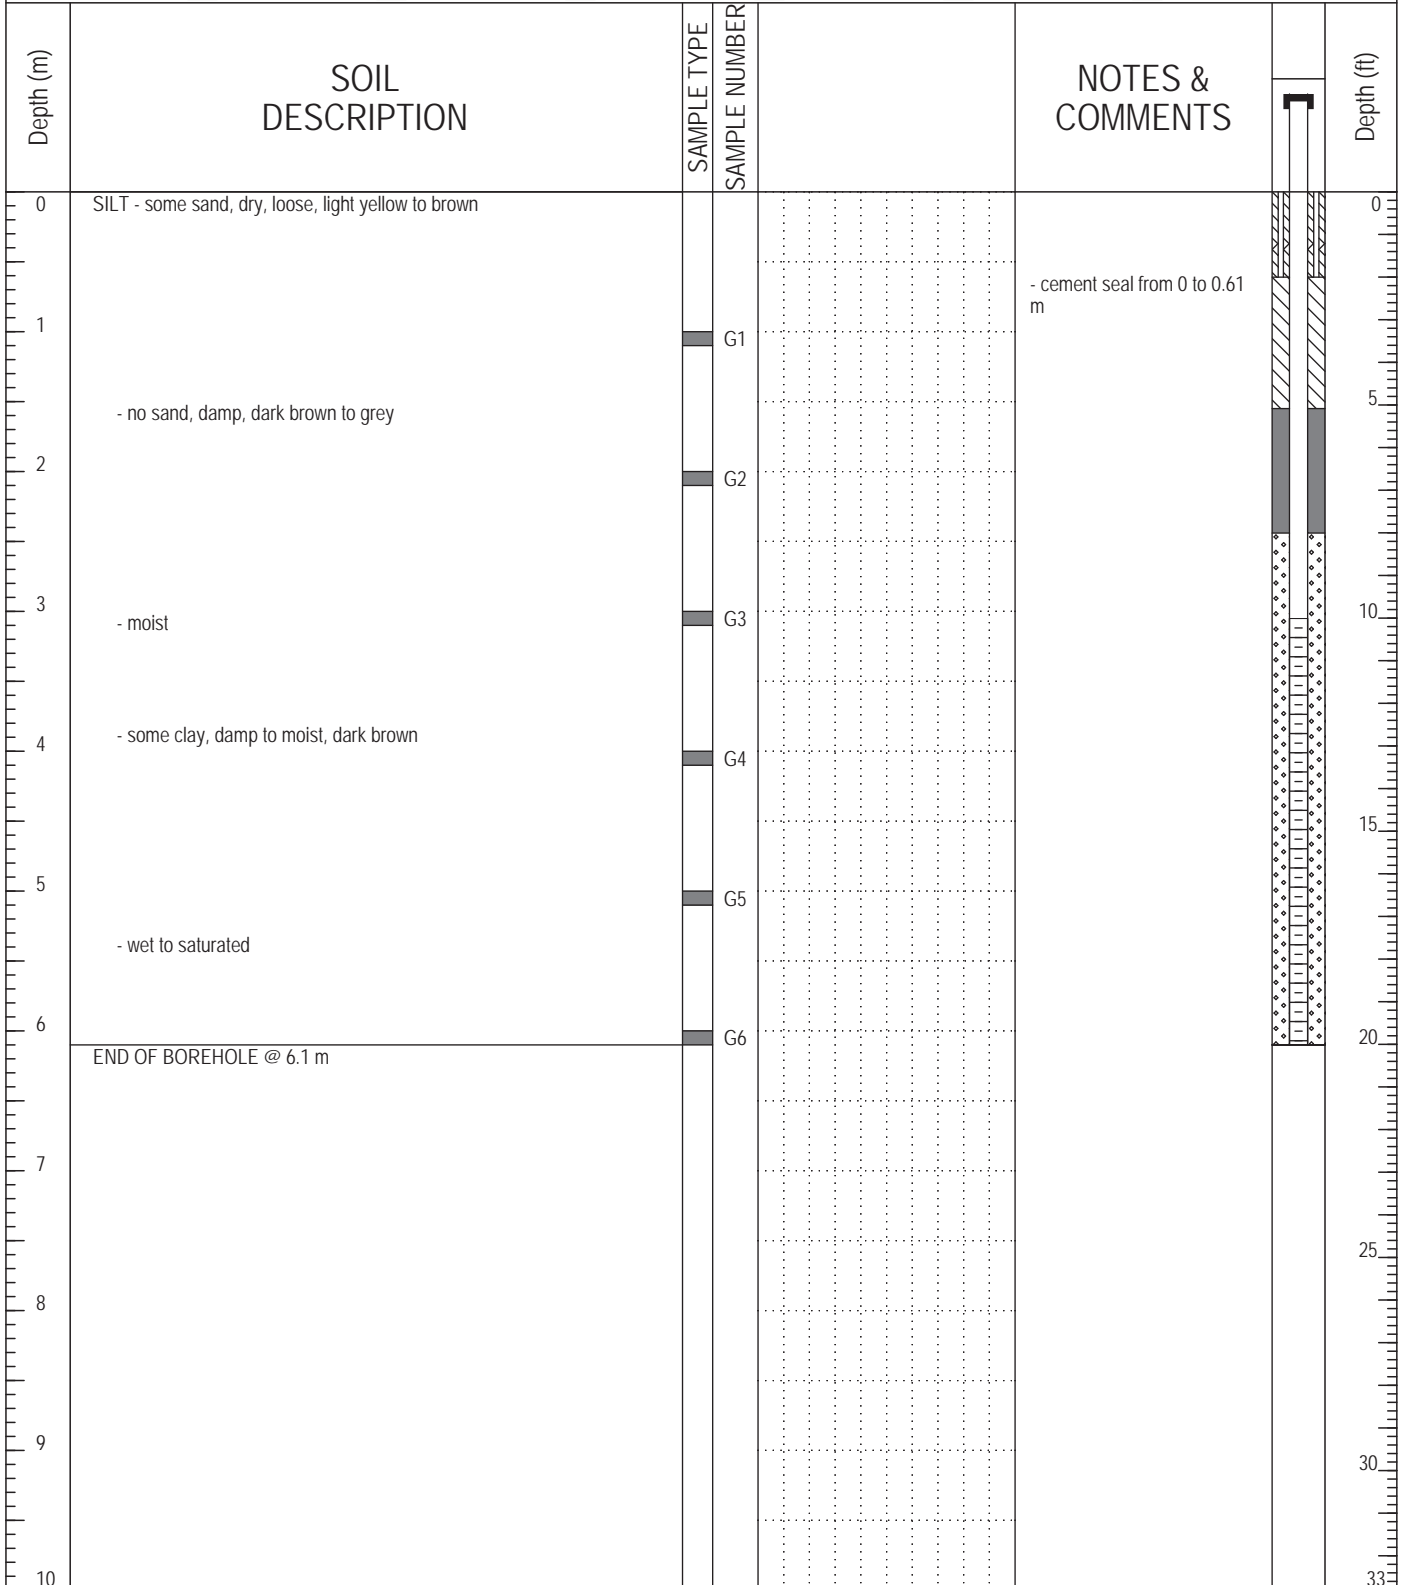 Depth (m)
SOIL
DESCRIPTION
SAMPLE TYPE
SAMPLE NUMBER
NOTES &
COMMENTS
Depth (ft)
0
SILT - some sand, dry, loose, light yellow to brown
0
- cement seal from 0 to 0.61
m
1
G1
5
- no sand, damp, dark brown to grey
2
G2
3
10
G3
- moist
- some clay, damp to moist, dark brown
4
G4
15
5
G5
- wet to saturated
6
G6
20
END OF BOREHOLE @ 6.1 m
7
25
8
9
30
10
33